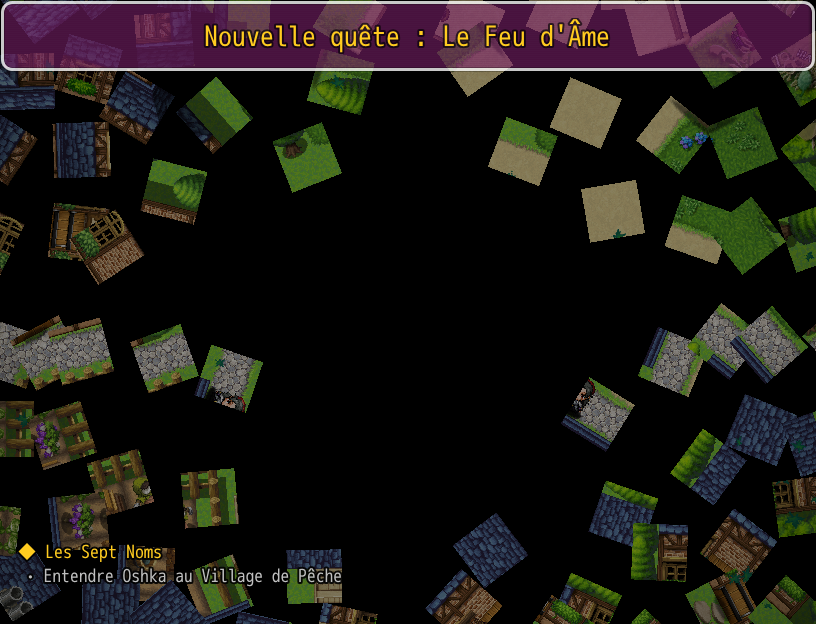 Nouvelle quête : Le Feu d'Âme
Les Sept Noms
· Entendre Oshka au Village de Pêche